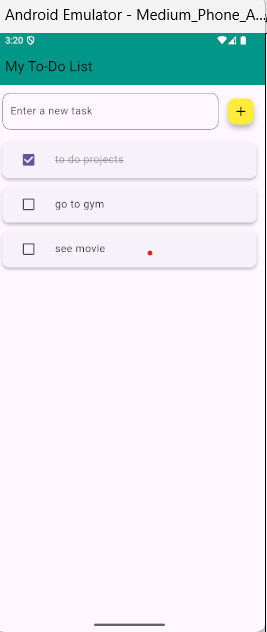 Android Emulator - Medium_Phone_A...
3:20
My To-Do List
Enter a new task
+
to do projects
go to gym
see movie